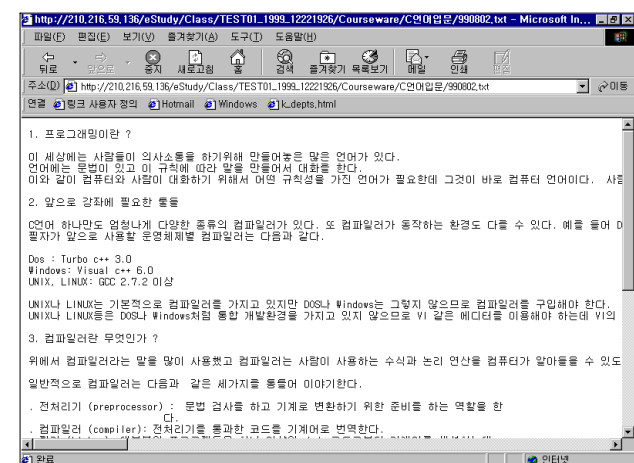 http://210,216,59,136/eStudy/Class/TEST01_1999_12221926/Courseware/C언어입문/990802,txt - Microsoft In...
파일(F) 편집(E) 보기(V) 즐겨찾기(A) 도구(T) 도움말(H)
뒤로 앞으로 중지 새로고침 홈 검색 즐겨찾기 목록보기 메일 인쇄 편집
주소(D) http://210,216,59,136/eStudy/Class/TEST01_1999_12221926/Courseware/C언어입문/990802,txt 이동
연결 링크 사용자 정의 Hotmail Windows k_depts,html
1. 프로그래밍이란 ?
이 세상에는 사람들이 의사소통을 하기위해 만들어놓은 많은 언어가 있다.
언어에는 문법이 있고 이 규칙에 따라 말을 만들어서 대화를 한다.
이와 같이 컴퓨터와 사람이 대화하기 위해서 어떤 규칙성을 가진 언어가 필요한데 그것이 바로 컴퓨터 언어이다. 사람
2. 앞으로 강좌에 필요한 툴들
C언어 하나만도 엄청나게 다양한 종류의 컴파일러가 있다. 또 컴파일러가 동작하는 환경도 다를 수 있다. 예를 들어 D
필자가 앞으로 사용할 운영체제별 컴파일러는 다음과 같다.
Dos : Turbo c++ 3.0
Windows: Visual c++ 6.0
UNIX, LINUX: GCC 2.7.2 이상
UNIX나 LINUX는 기본적으로 컴파일러를 가지고 있지만 DOS나 Windows는 그렇지 않으므로 컴파일러를 구입해야 한다.
UNIX나 LINUX등은 DOS나 Windows처럼 통합 개발환경을 가지고 있지 않으므로 VI 같은 에디터를 이용해야 하는데 VI의
3. 컴파일러란 무엇인가 ?
위에서 컴파일러라는 말을 많이 사용했고 컴파일러는 사람이 사용하는 수식과 논리 연산을 컴퓨터가 알아들을 수 있도
일반적으로 컴파일러는 다음과 같은 세가지를 통틀어 이야기한다.
. 전처리기 (preprocessor) : 문법 검사를 하고 기계로 변환하기 위한 준비를 하는 역할을 한
다.
. 컴파일러 (compiler): 전처리기를 통과한 코드를 기계어로 번역한다.
완료 인터넷